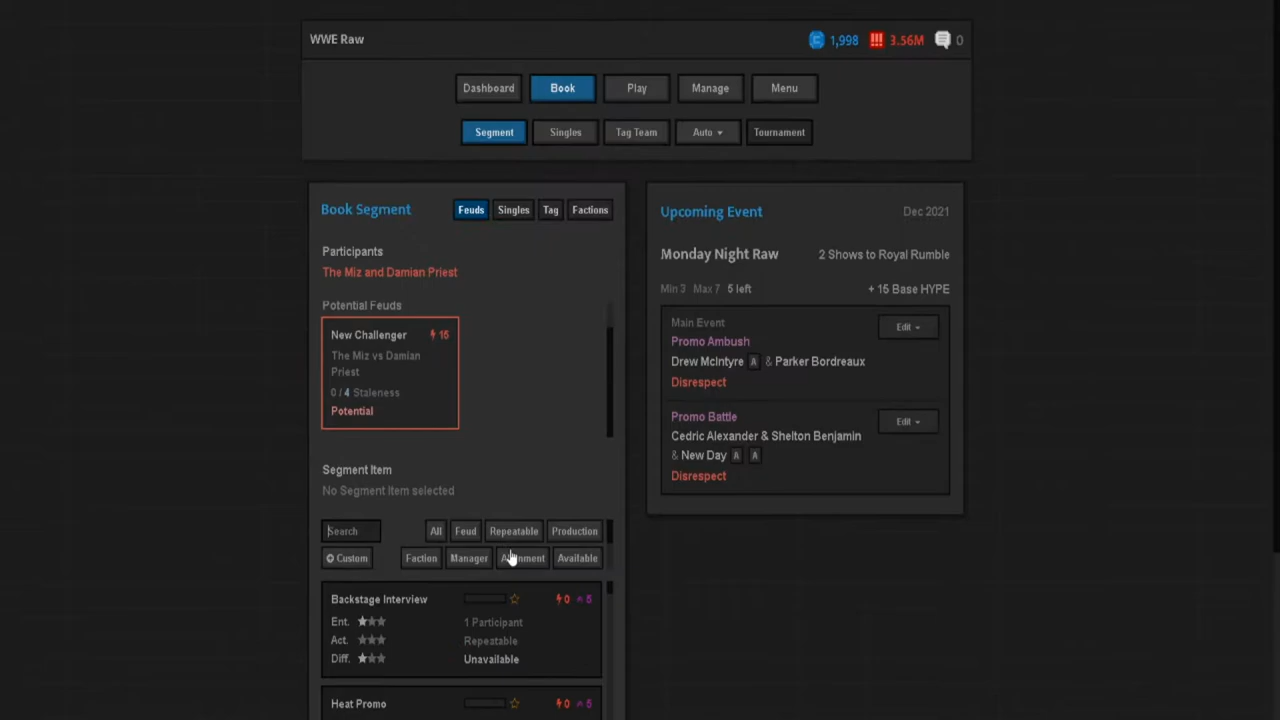 WWE Raw
1,998 3.56M 0
Dashboard Book Play Manage Menu
Segment Singles Tag Team Auto Tournament
Book Segment Feuds Singles Tag Factions
Participants
The Miz and Damian Priest
Potential Feuds
New Challenger 15
The Miz vs Damian
Priest
0 / 4 Staleness
Potential
Segment Item
No Segment Item selected
Search All Feud Repeatable Production
Custom Faction Manager Alignment Available
Backstage Interview 0 5
Ent. 1 Participant
Act. Repeatable
Diff. Unavailable
Heat Promo 0 5
Upcoming Event Dec 2021
Monday Night Raw 2 Shows to Royal Rumble
Min 3 Max 7 5 left + 15 Base HYPE
Main Event Edit
Promo Ambush
Drew McIntyre A & Parker Bordreaux
Disrespect
Promo Battle Edit
Cedric Alexander & Shelton Benjamin
& New Day A A
Disrespect